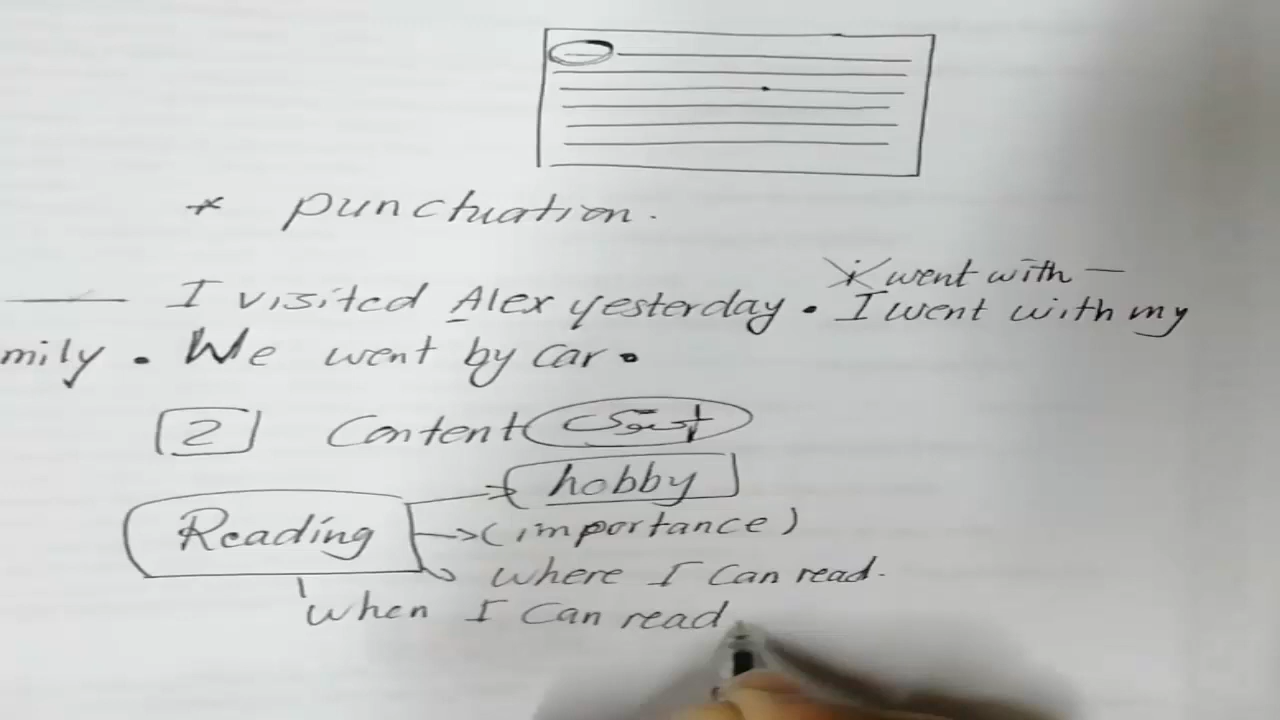 * punctuation.
went with —
I visited Alex yesterday. I went with my
mily. We went by car.
2 Content
hobby
Reading
(importance)
where I can read.
when I can read